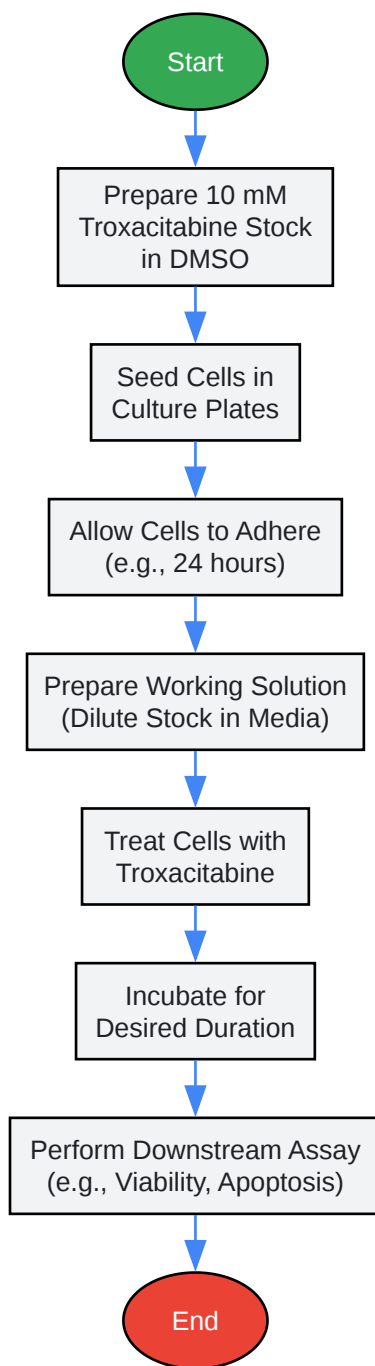 Start
Prepare 10 mM
Troxacitabine Stock
in DMSO
Seed Cells in
Culture Plates
Allow Cells to Adhere
(e.g., 24 hours)
Prepare Working Solution
(Dilute Stock in Media)
Treat Cells with
Troxacitabine
Incubate for
Desired Duration
Perform Downstream Assay
(e.g., Viability, Apoptosis)
End